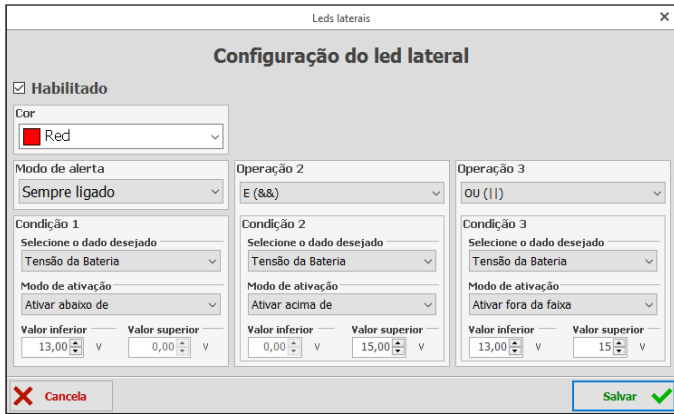 Leds laterais
Configuração do led lateral
Habilitado
Cor
Red
Modo de alerta
Sempre ligado
Operação 2
E (&&)
Operação 3
OU (||)
Condição 1
Selecione o dado desejado
Tensão da Bateria
Modo de ativação
Ativar abaixo de
Valor inferior Valor superior
13,00 V 0,00 V
Condição 2
Selecione o dado desejado
Tensão da Bateria
Modo de ativação
Ativar acima de
Valor inferior Valor superior
0,00 V 15,00 V
Condição 3
Selecione o dado desejado
Tensão da Bateria
Modo de ativação
Ativar fora da faixa
Valor inferior Valor superior
13,00 V 15 V
Cancela
Salvar